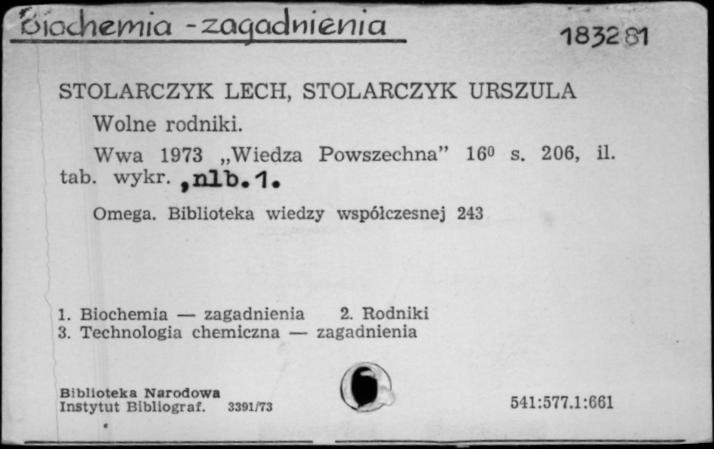 Biochemia - zagadnienia
183281
STOLARCZYK LECH, STOLARCZYK URSZULA
Wolne rodniki.
Wwa 1973 „Wiedza Powszechna” 16⁰ s. 206, il.
tab. wykr. , nlb. 1.
Omega. Biblioteka wiedzy współczesnej 243
1. Biochemia — zagadnienia 2. Rodniki
3. Technologia chemiczna — zagadnienia
Biblioteka Narodowa
Instytut Bibliograf. 3391/73
541:577.1:661